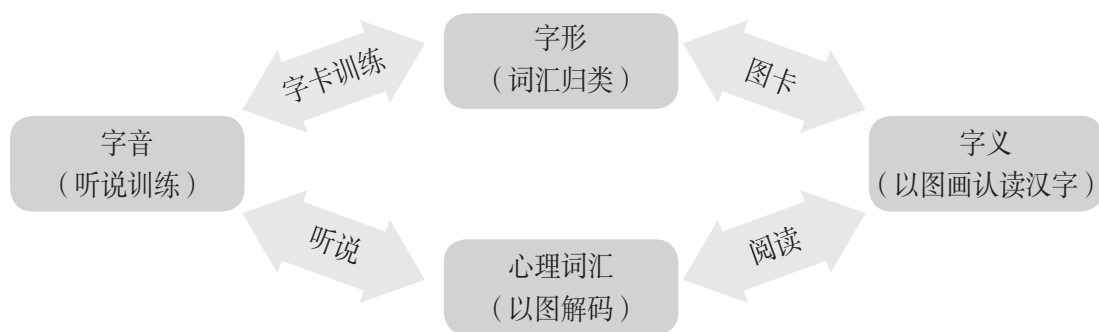 字形
（词汇归类）
字卡训练
图卡
字音
（听说训练）
字义
（以图画认读汉字）
听说
阅读
心理词汇
（以图解码）